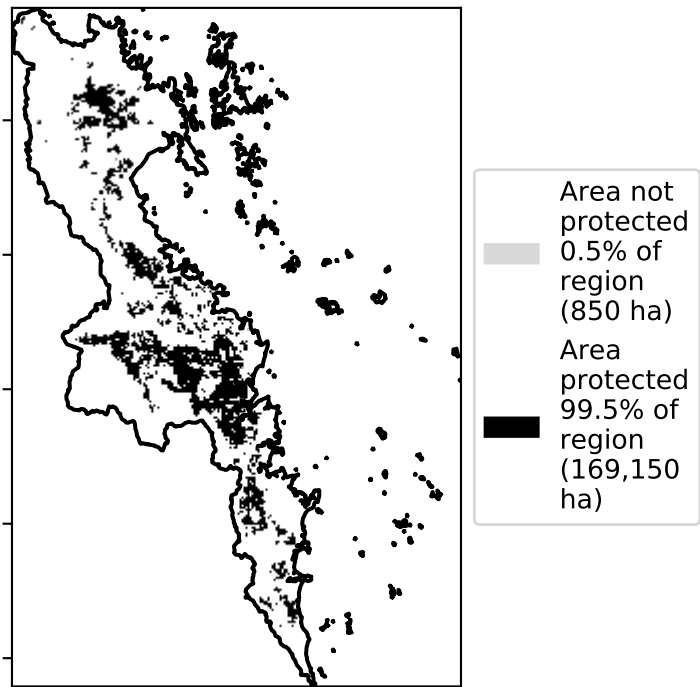 Area not
protected
0.5% of
region
(850 ha)
Area
protected
99.5% of
region
(169,150
ha)